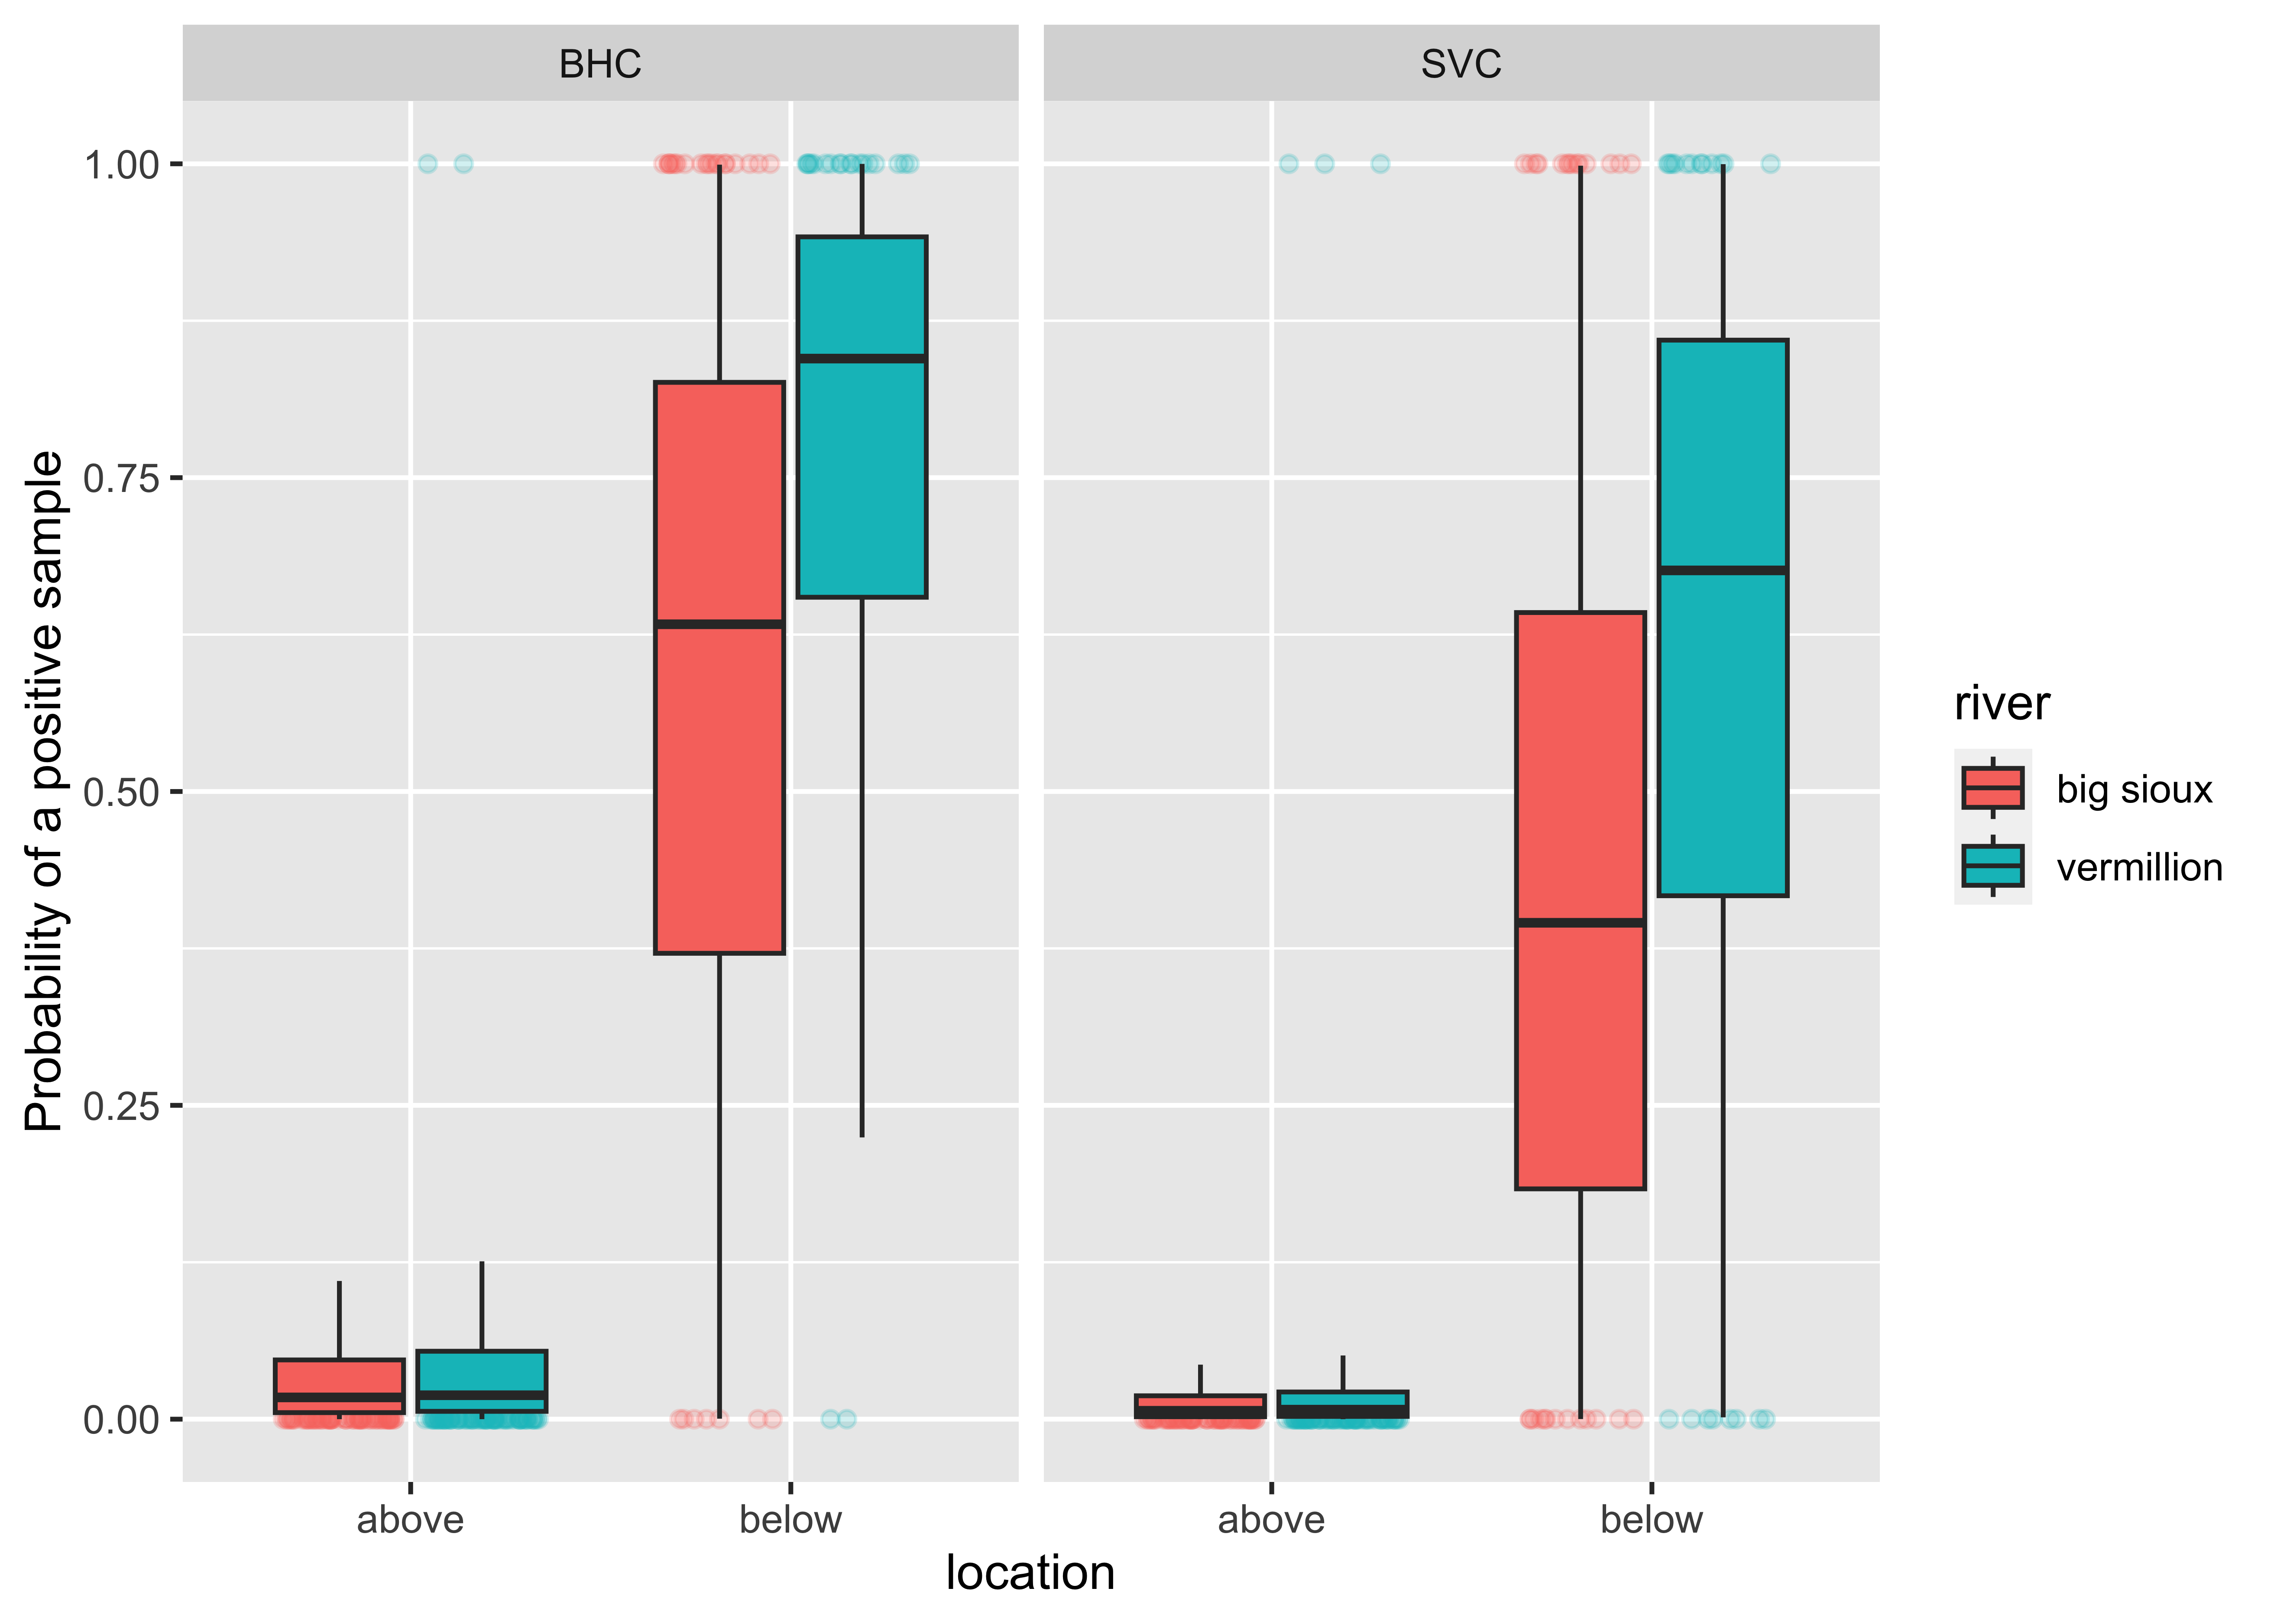 BHC
SVC
Probability of a positive sample
1.00
0.75
0.50
0.25
0.00
above
below
above
below
location
river
big sioux
vermillion